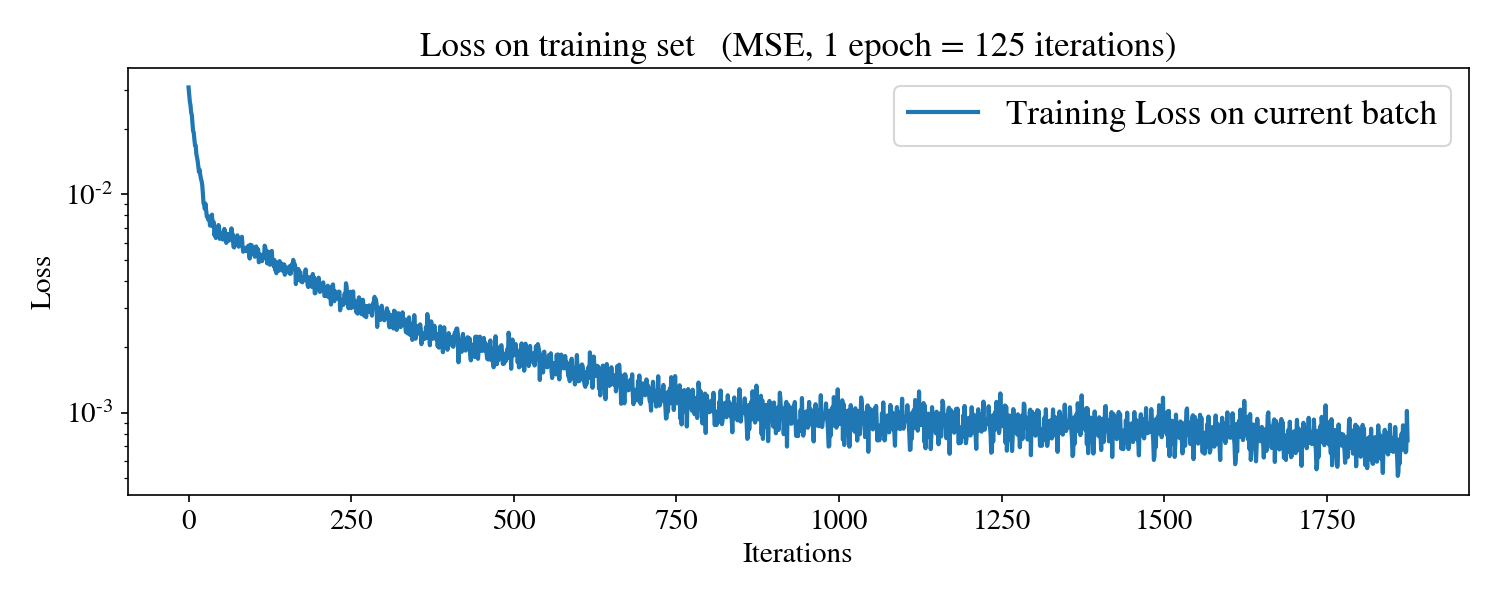 Loss on training set (MSE, 1 epoch = 125 iterations)
Training Loss on current batch
10-2
10-3
Loss
0 250 500 750 1000 1250 1500 1750
Iterations